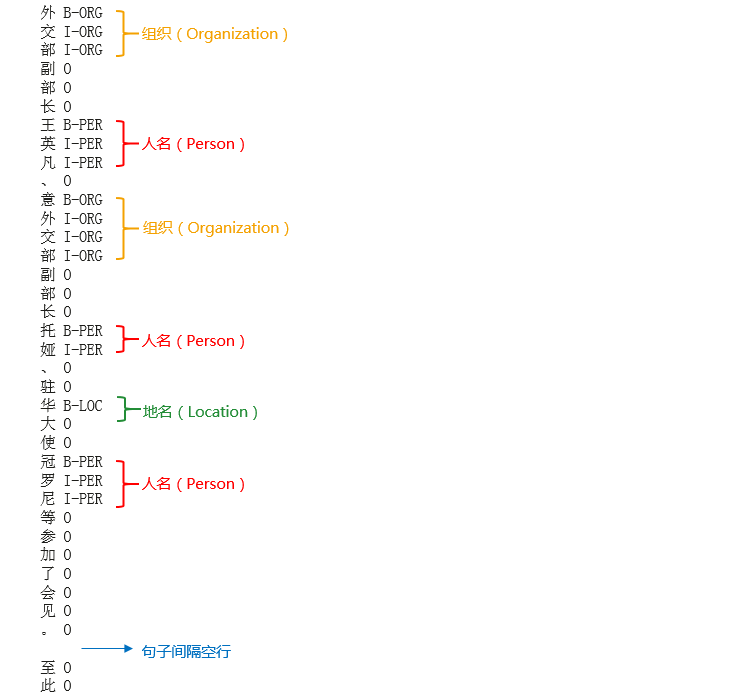 外 B-ORG
交 I-ORG
部 I-ORG
组织（Organization）
副 O
部 O
长 O
王 B-PER
英 I-PER
凡 I-PER
人名（Person）
、 O
意 B-ORG
外 I-ORG
交 I-ORG
部 I-ORG
组织（Organization）
副 O
部 O
长 O
托 B-PER
娅 I-PER
人名（Person）
、 O
驻 O
华 B-LOC
地名（Location）
大 O
使 O
冠 B-PER
罗 I-PER
尼 I-PER
人名（Person）
等 O
参 O
加 O
了 O
会 O
见 O
。 O
句子间隔空行
至 O
此 O